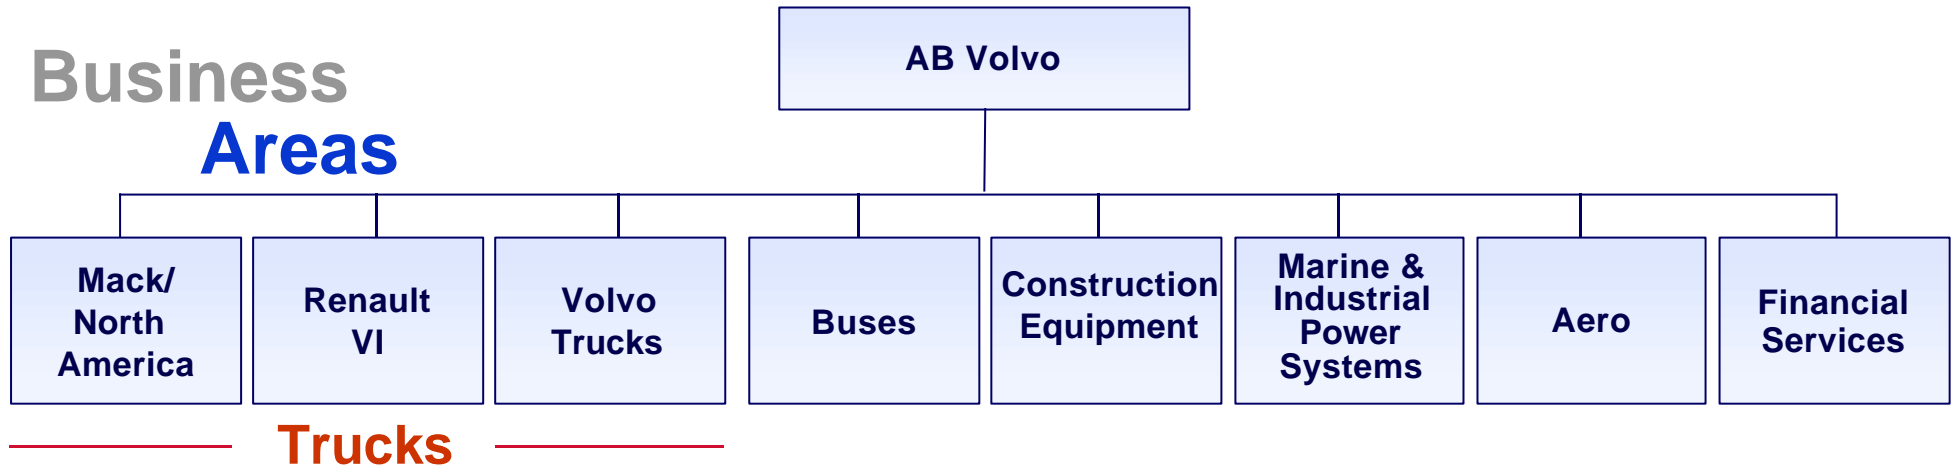 Business
Areas
AB Volvo
Mack/
North
America
Renault
VI
Volvo
Trucks
Buses
Construction
Equipment
Marine &
Industrial
Power
Systems
Aero
Financial
Services
Trucks